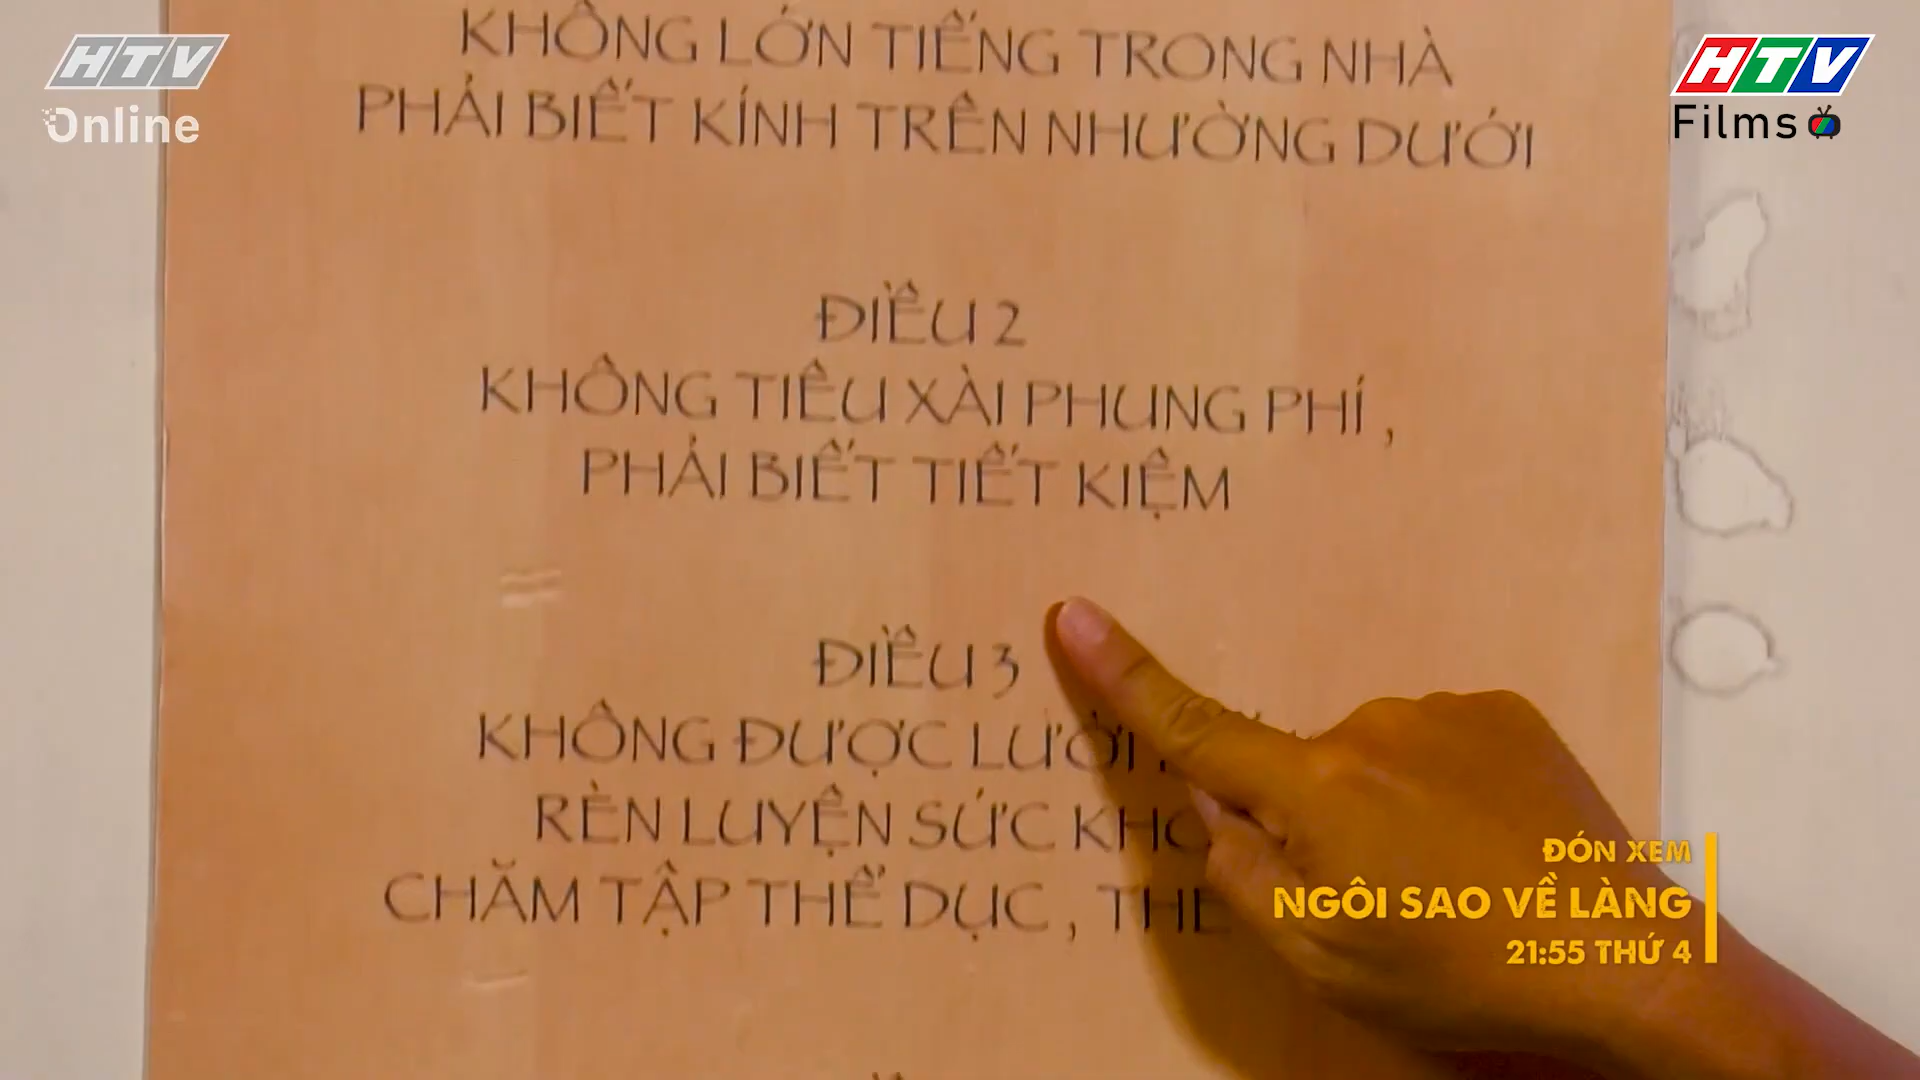 HTV
Online
HTV
Films
KHÔNG LỚN TIẾNG TRONG NHÀ
PHẢI BIẾT KÍNH TRÊN NHƯỜNG DƯỚI
ĐIỀU 2
KHÔNG TIÊU XÀI PHUNG PHÍ ,
PHẢI BIẾT TIẾT KIỆM
ĐIỀU 3
KHÔNG ĐƯỢC LƯỜI
RÈN LUYỆN SỨC
CHĂM TẬP THỂ DỤC ,
ĐÓN XEM
NGÔI SAO VỀ LÀNG
21:55 THỨ 4